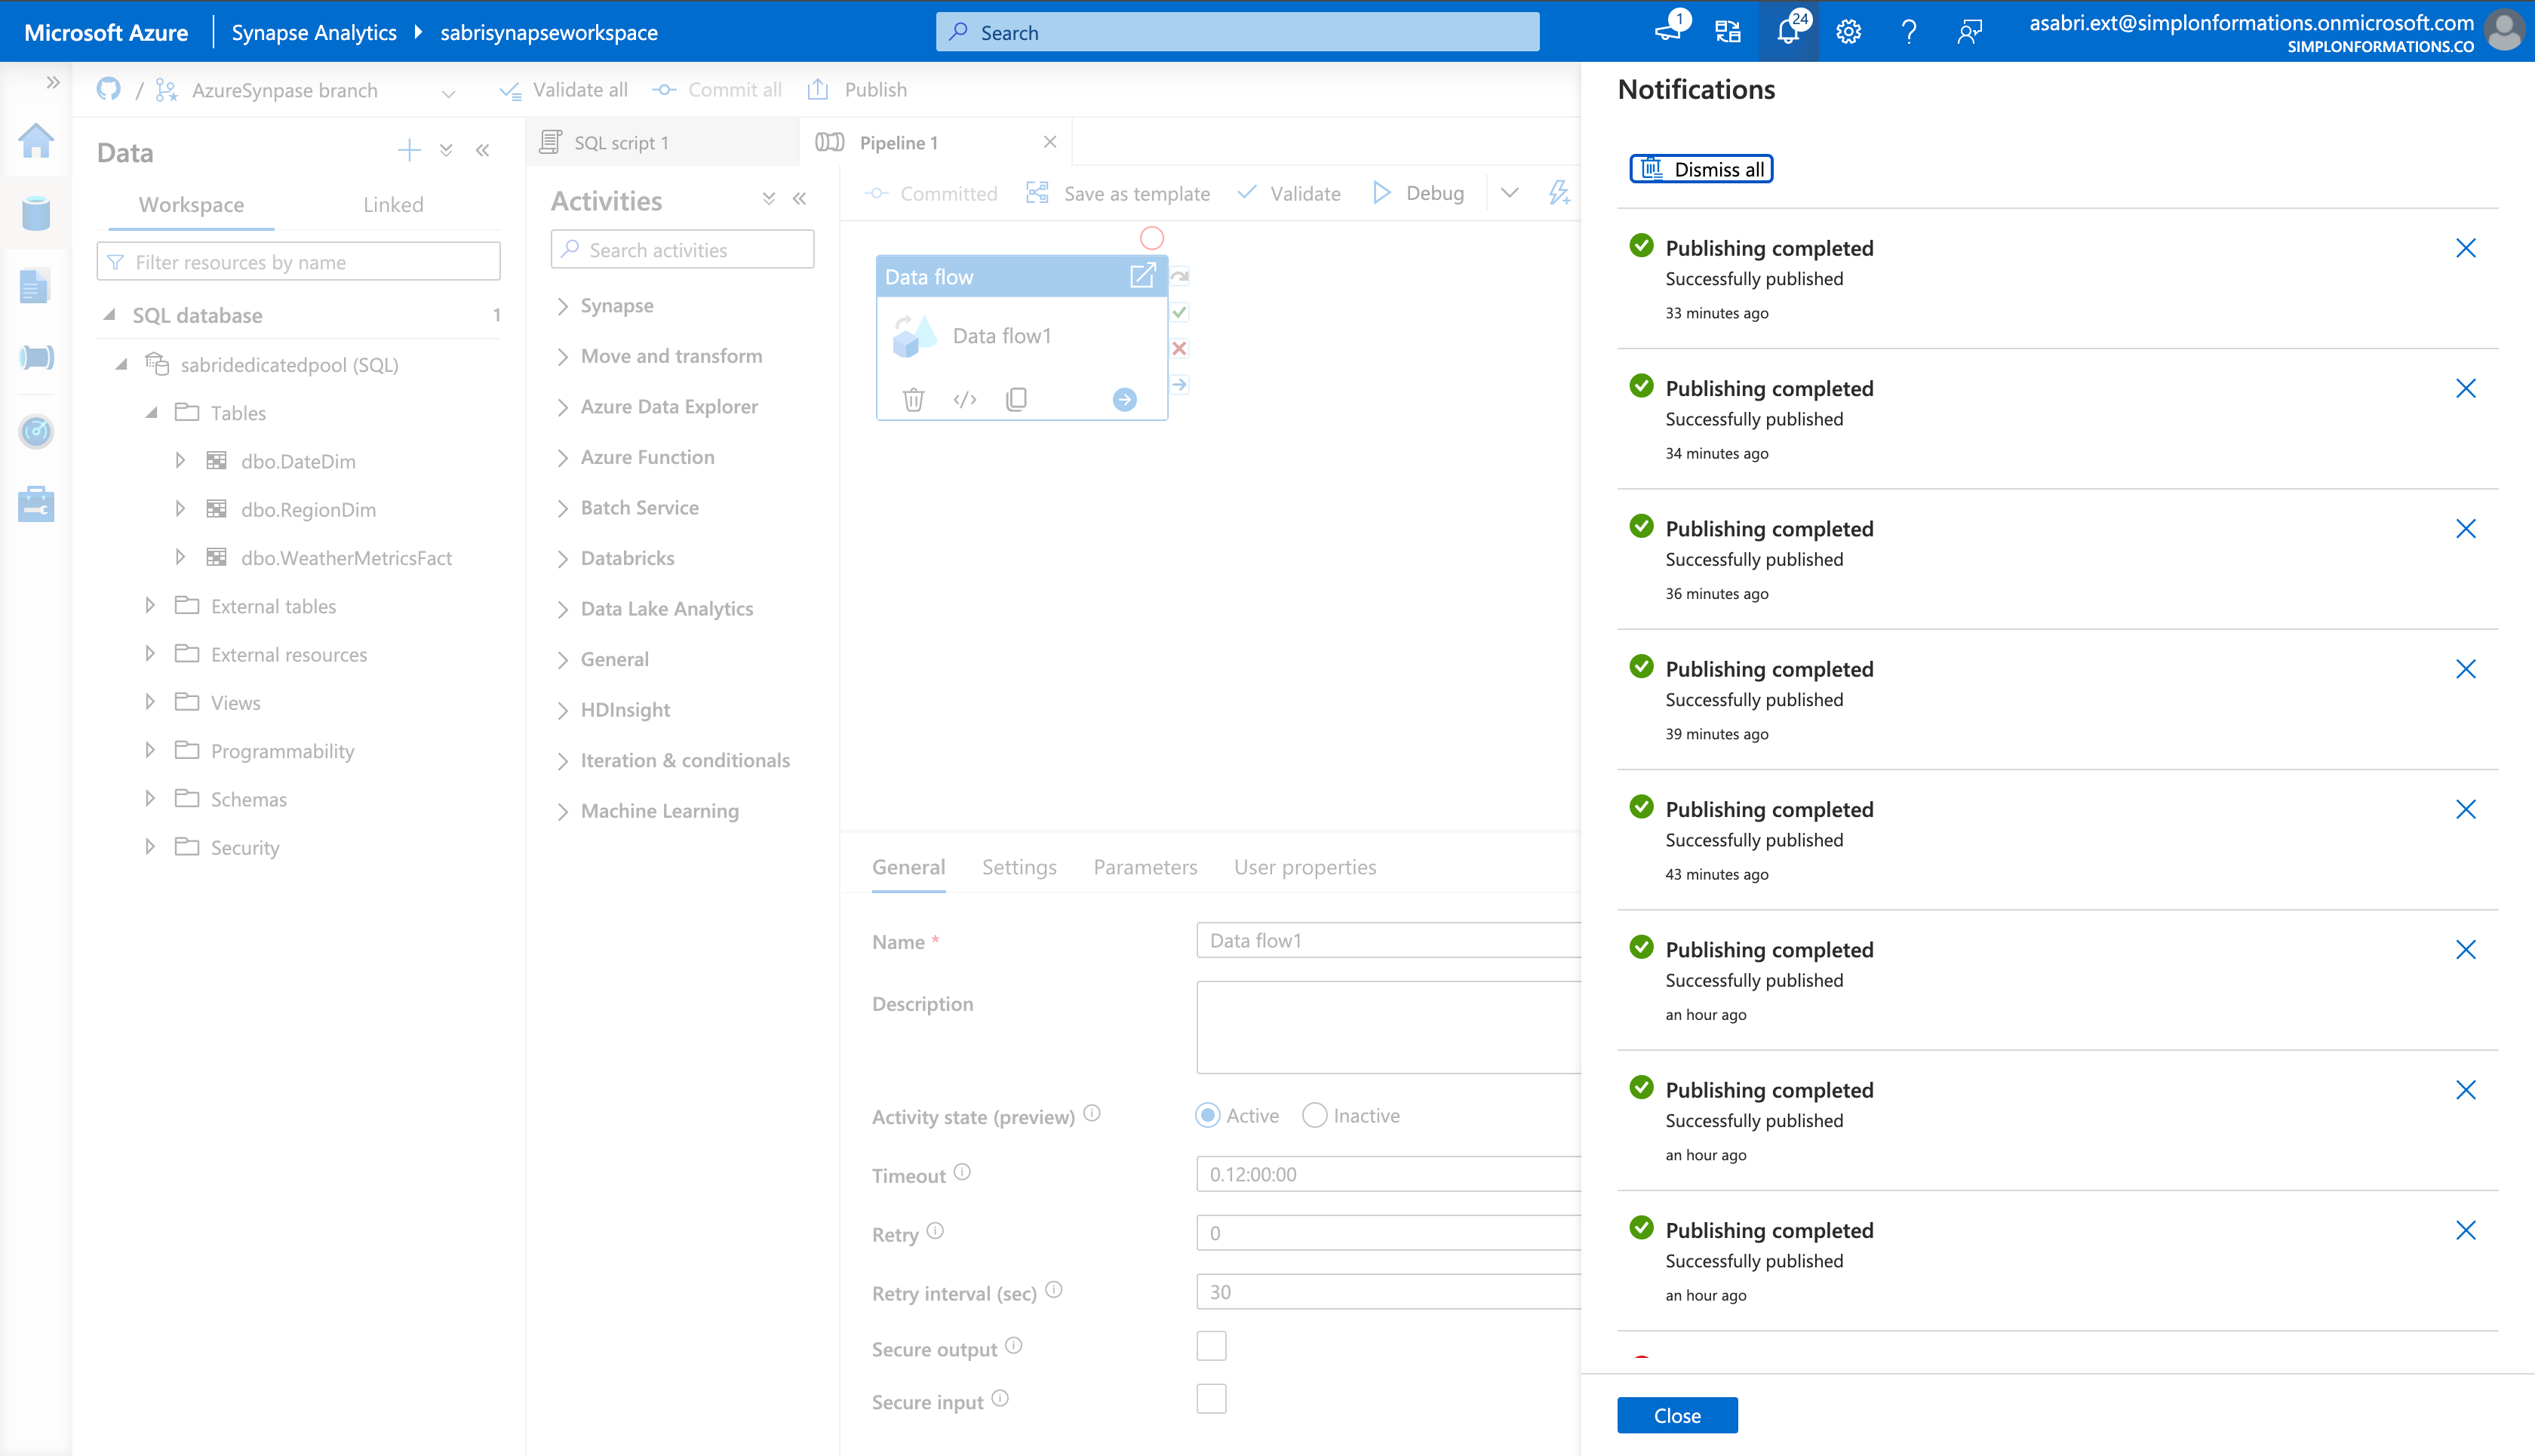 Microsoft Azure
Synapse Analytics
sabrisynapseworkspace
Search
1
24
asabri.ext@simplonformations.onmicrosoft.com
SIMPLONFORMATIONS.CO
/
AzureSynpase branch
Validate all
Commit all
Publish
Data
Workspace
Linked
Filter resources by name
SQL database
1
sabridedicatedpool (SQL)
Tables
dbo.DateDim
dbo.RegionDim
dbo.WeatherMetricsFact
External tables
External resources
Views
Programmability
Schemas
Security
SQL script 1
Pipeline 1
Activities
Search activities
Synapse
Move and transform
Azure Data Explorer
Azure Function
Batch Service
Databricks
Data Lake Analytics
General
HDInsight
Iteration & conditionals
Machine Learning
Committed
Save as template
Validate
Debug
Data flow
Data flow1
General
Settings
Parameters
User properties
Name *
Data flow1
Description
Activity state (preview)
Active
Inactive
Timeout
0.12:00:00
Retry
0
Retry interval (sec)
30
Secure output
Secure input
Notifications
Dismiss all
Publishing completed
Successfully published
33 minutes ago
Publishing completed
Successfully published
34 minutes ago
Publishing completed
Successfully published
36 minutes ago
Publishing completed
Successfully published
39 minutes ago
Publishing completed
Successfully published
43 minutes ago
Publishing completed
Successfully published
an hour ago
Publishing completed
Successfully published
an hour ago
Publishing completed
Successfully published
an hour ago
Close